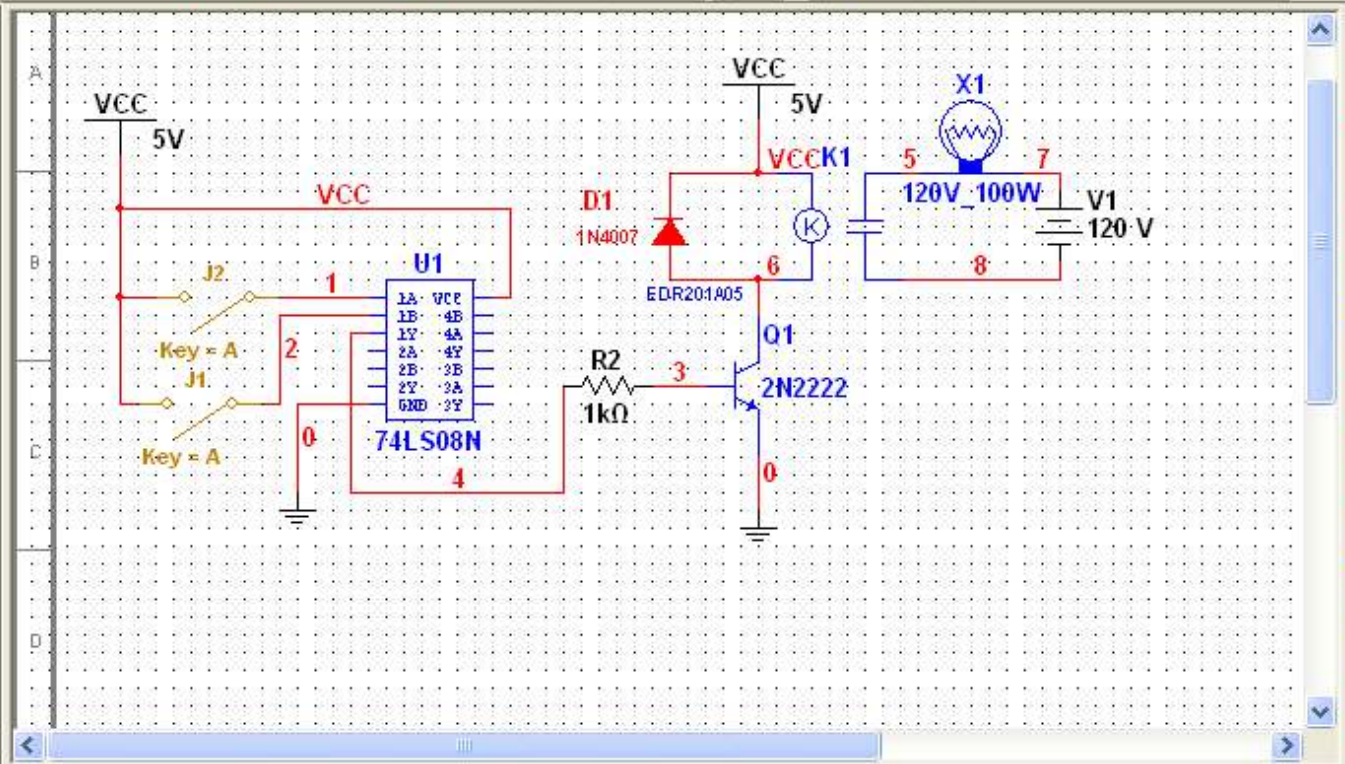 A
B
C
D
VCC
5V
VCC
J2
Key = A
J1
Key = A
1
2
0
4
U1
1A VCC
1B 4B
1Y 4A
2A 4Y
2B 3B
2Y 3A
GND 3Y
74LS08N
R2
1kΩ
3
VCC
5V
VCC K1
D1
1N4007
6
EDR201A05
Q1
2N2222
0
X1
5 7
120V_100W
V1
120 V
8